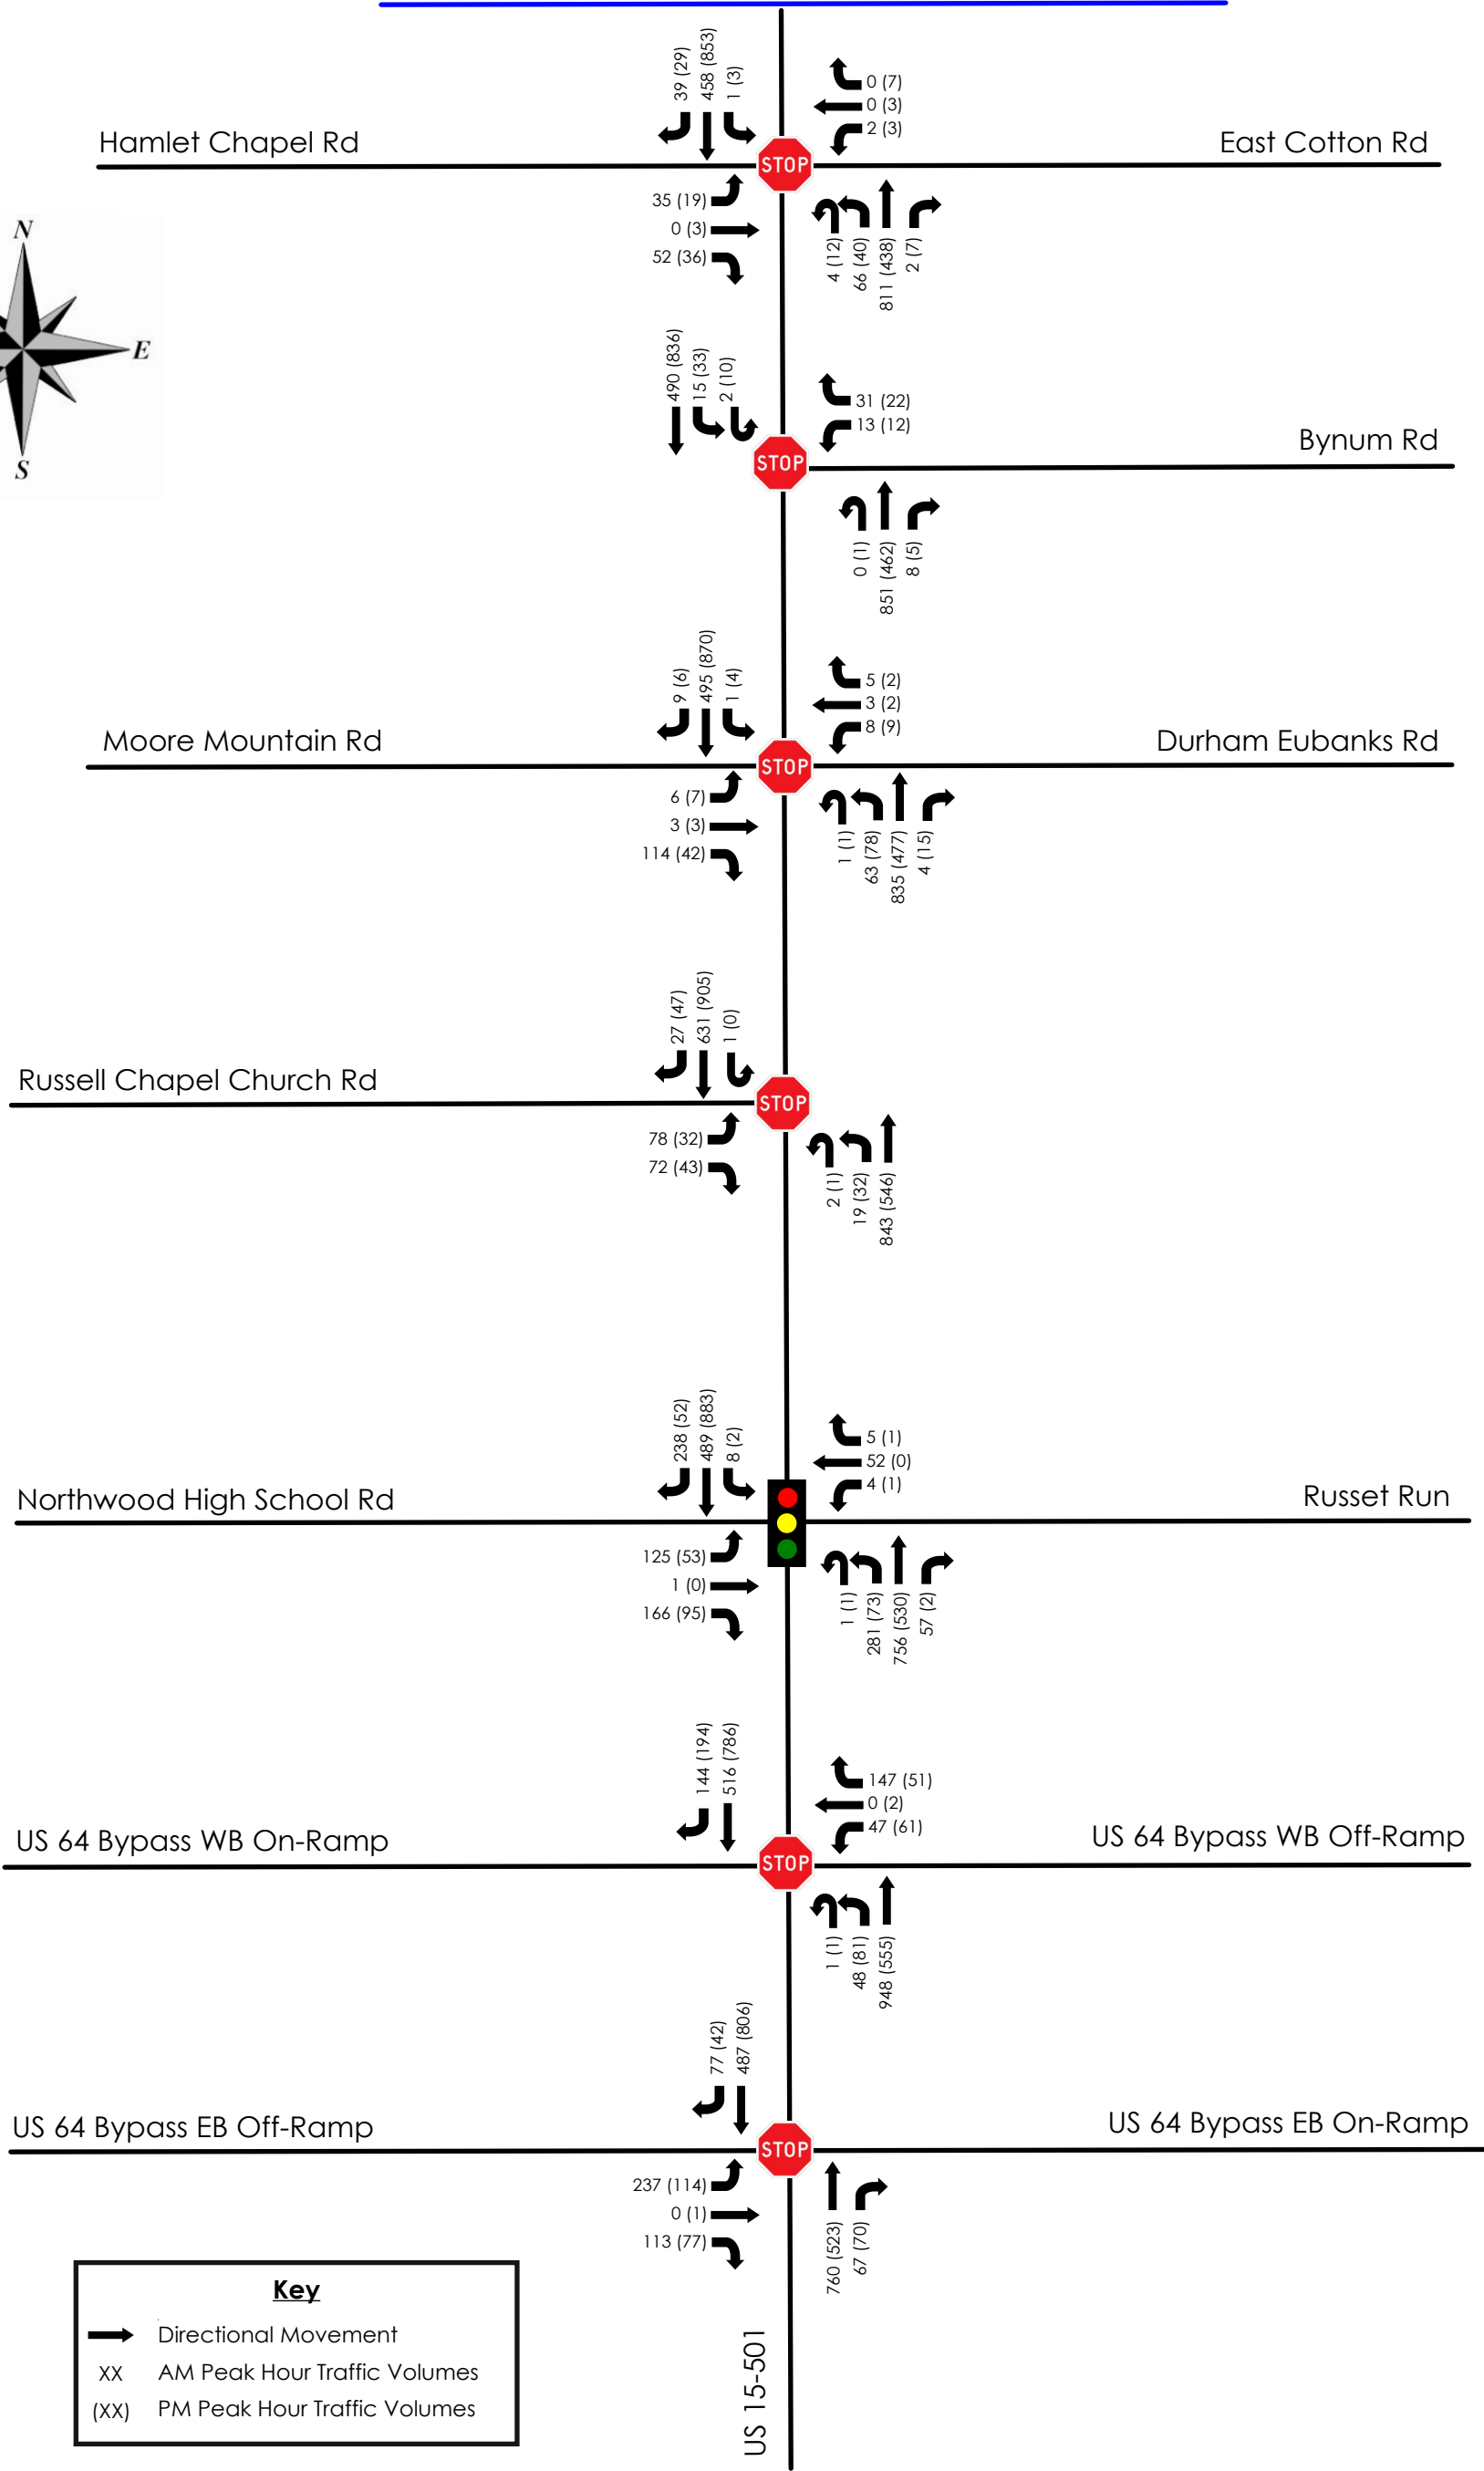 39 (29)
458 (853)
1 (3)
0 (7)
0 (3)
2 (3)
Hamlet Chapel Rd
STOP
East Cotton Rd
35 (19)
0 (3)
52 (36)
4 (12)
66 (40)
811 (438)
2 (7)
N
E
S
490 (836)
15 (33)
2 (10)
31 (22)
13 (12)
STOP
Bynum Rd
0 (1)
851 (462)
8 (5)
9 (6)
495 (870)
1 (4)
5 (2)
3 (2)
8 (9)
Moore Mountain Rd
STOP
Durham Eubanks Rd
6 (7)
3 (3)
114 (42)
1 (1)
63 (78)
835 (477)
4 (15)
27 (47)
631 (905)
1 (0)
Russell Chapel Church Rd
STOP
78 (32)
72 (43)
2 (1)
19 (32)
843 (546)
238 (52)
489 (883)
8 (2)
5 (1)
52 (0)
4 (1)
Northwood High School Rd
Russet Run
125 (53)
1 (0)
166 (95)
1 (1)
281 (73)
756 (530)
57 (2)
144 (194)
516 (786)
147 (51)
0 (2)
47 (61)
US 64 Bypass WB On-Ramp
STOP
US 64 Bypass WB Off-Ramp
1 (1)
48 (81)
948 (555)
77 (42)
487 (806)
US 64 Bypass EB Off-Ramp
STOP
US 64 Bypass EB On-Ramp
237 (114)
0 (1)
113 (77)
760 (523)
67 (70)
Key
Directional Movement
XX AM Peak Hour Traffic Volumes
(XX) PM Peak Hour Traffic Volumes
US 15-501